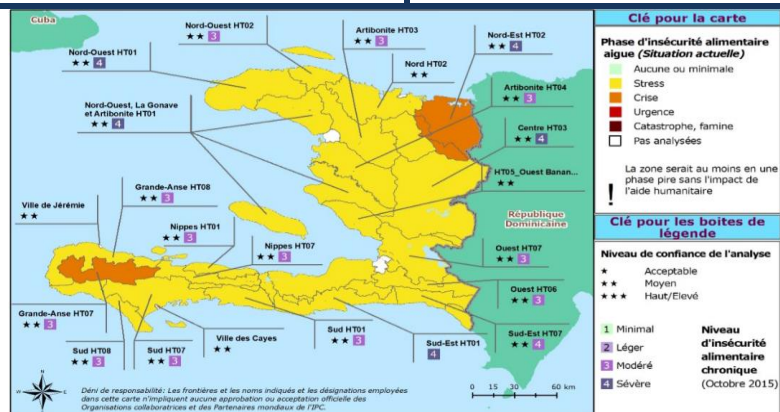 Cuba
Nord-Ouest HT02
★ ★ 3
Artibonite HT03
★ ★ 3
Nord-Est HT02
★ ★ 4
Nord-Ouest HT01
★ ★ 4
Nord HT02
★ ★
Artibonite HT04
★ ★ 3
Nord-Ouest, La Gonave
et Artibonite HT01
★ ★ 4
Centre HT03
★ ★ 4
HT05_Ouest Banan...
★ ★
Grande-Anse HT08
★ ★ 3
Ville de Jérémie
★ ★
Nippes HT01
★ ★ 3
Nippes HT07
★ ★ 3
République
Dominicaine
Ouest HT07
★ ★ 3
Ouest HT06
★ ★ 3
Grande-Anse HT07
★ ★ 3
Sud HT08
★ ★ 3
Sud HT07
★ ★ 3
Ville des Cayes
★ ★
Sud HT01
★ ★ 3
Sud-Est HT01
4
Sud-Est HT07
★ ★ 4
N
W E
S
Déni de responsabilité: Les frontières et les noms indiqués et les désignations employées
dans cette carte n'impliquent aucune approbation ou acceptation officielle des
Organisations collaboratrices et des Partenaires mondiaux de l'IPC.
0 15 30 60 km
Clé pour la carte
Phase d'insécurité alimentaire
aigue (Situation actuelle)
Aucune ou minimale
Stress
Crise
Urgence
Catastrophe, famine
Pas analysées
! La zone serait au moins en une
phase pire sans l'impact de
l'aide humanitaire
Clé pour les boites de
légende
Niveau de confiance de l'analyse
★ Acceptable
★ ★ Moyen
★ ★ ★ Haut/Elevé
1 Minimal
2 Léger
3 Modéré
4 Sévère
Niveau
d'insécurité
alimentaire
chronique
(Octobre 2015)